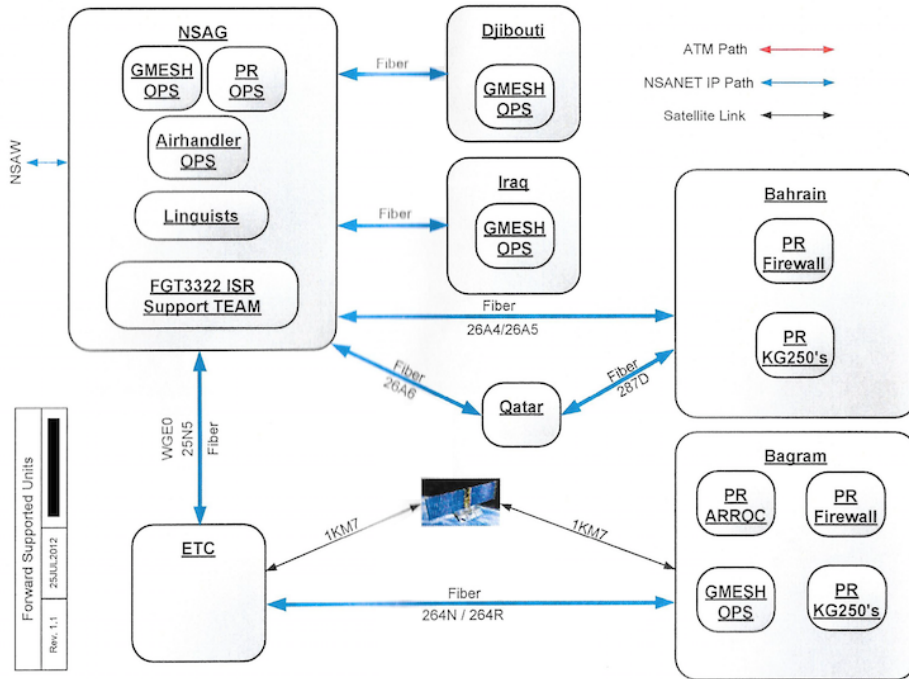 NSAG
GMESH
OPS
PR
OPS
Airhandler
OPS
Linguists
FGT3322 ISR
Support TEAM
NSAW
Fiber
Djibouti
GMESH
OPS
Fiber
Iraq
GMESH
OPS
ATM Path
NSANET IP Path
Satellite Link
Bahrain
PR
Firewall
PR
KG250's
Fiber
26A4/26A5
Fiber
26A6
Qatar
Fiber
287D
WGE0
25N5
Fiber
Bagram
PR
ARRQC
PR
Firewall
GMESH
OPS
PR
KG250's
ETC
1KM7
1KM7
Fiber
264N / 264R
Forward Supported Units
Rev. 1.1
25JUL2012